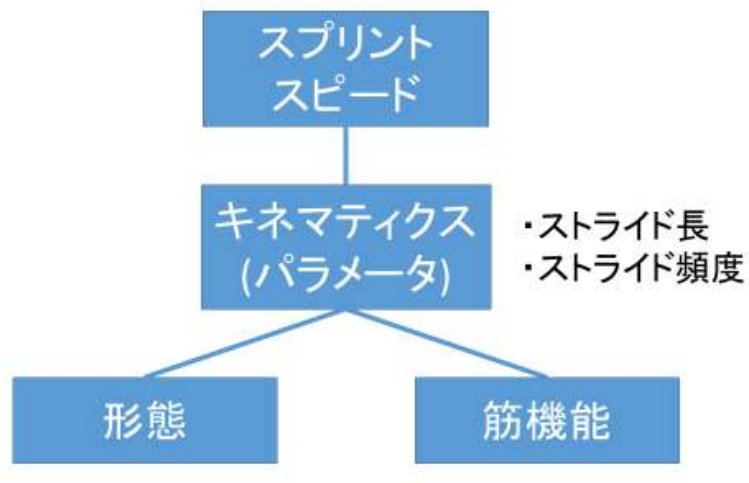 スプリント
スピード
キネマティクス
(パラメータ)
・ストライド長
・ストライド頻度
形態
筋機能